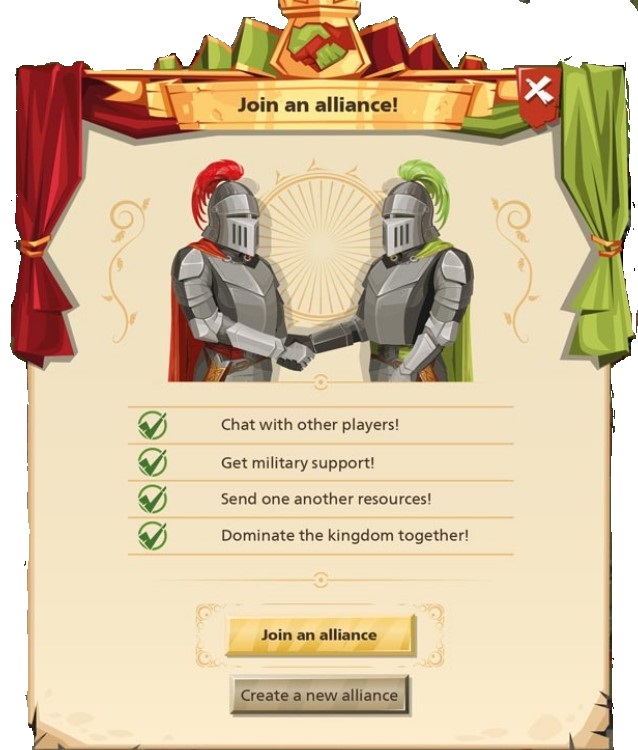 Join an alliance!
Chat with other players!
Get military support!
Send one another resources!
Dominate the kingdom together!
Join an alliance
Create a new alliance